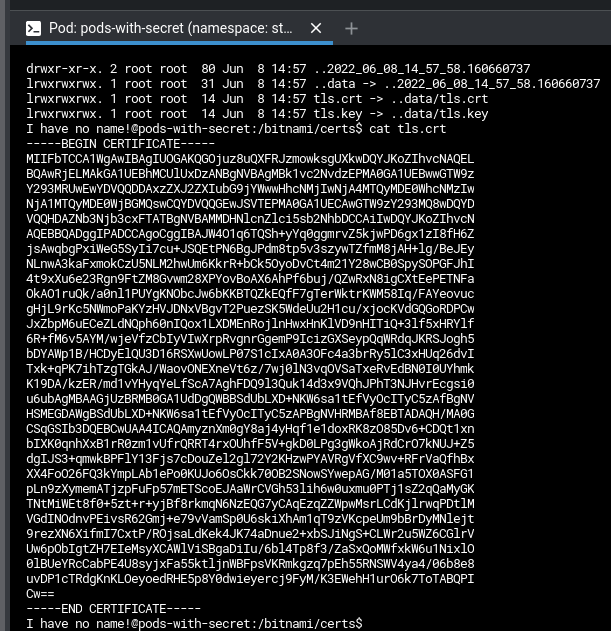 Pod: pods-with-secret (namespace: st...
drwxr-xr-x. 2 root root  80 Jun  8 14:57 ..2022_06_08_14_57_58.160660737
lrwxrwxrwx. 1 root root  31 Jun  8 14:57 ..data -> ..2022_06_08_14_57_58.160660737
lrwxrwxrwx. 1 root root  14 Jun  8 14:57 tls.crt -> ..data/tls.crt
lrwxrwxrwx. 1 root root  14 Jun  8 14:57 tls.key -> ..data/tls.key
I have no name!@pods-with-secret:/bitnami/certs$ cat tls.crt
-----BEGIN CERTIFICATE-----
MIIFbTCCA1WgAwIBAgIUOGAKQGOjuz8uQXFRJzmowksgUXkwDQYJKoZIhvcNAQEL
BQAwRjELMAkGA1UEBhMCUlUxDzANBgNVBAgMBk1vc2NvdzEPMA0GA1UEBwwGTW9z
Y293MRUwEwYDVQQDDAxzZXJ2ZXIubG9jYWwwHhcNMjIwNjA4MTQyMDE0WhcNMzIw
NjA1MTQyMDE0WjBGMQswCQYDVQQGEwJSVTEPMA0GA1UECAwGTW9zY293MQ8wDQYD
VQQHDAZNb3Njb3cxFTATBgNVBAMMDHNlcnZlci5sb2NhbDCCAiIwDQYJKoZIhvcN
AQEBBQADggIPADCCAgoCggIBAJW4O1q6TQSh+yYq0ggmrvZ5kjwPD6gx1zI8fH6Z
jsAwqbgPxiWeG5SyIi7cu+JSQEtPN6BgJPdm8tp5v3szywTZfmM8jAH+lg/BeJEy
NLnwA3kaFxmokCzU5NLM2hwUm6KkrR+bCk5OyoDvCt4m21Y28wCB0SpySOPGFJhI
4t9xXu6e23Rgn9FtZM8Gvwm28XPYovBoAX6AhPf6buj/QZwRxN8igCXtEePETNFa
OkAO1ruQk/a0nl1PUYgKNObcJw6bKKBTQZkEQfF7gTerWktrKWM58Iq/FAYeovuc
gHjL9rKc5NWmoPaKYzHVJDNxVBgvT2PuezSK5WdeUu2H1cu/xjocKVdGQGoRDPCw
JxZbpM6uECeZLdNQph60nIQox1LXDMEnRojlnHwxHnKlVD9nHITiQ+3lf5xHRYlf
6R+fM6v5AYM/wjeVfzCbIyVIwXrpRvgnrGgemP9IcizGXSeypQqWRdqJKRSJogh5
bDYAWp1B/HCDyElQU3D16RSXwUowLP07S1cIxA0A3OFc4a3brRy5lC3xHUq26dvI
Txk+qPK7ihTzgTGkAJ/WaovONEXneVt6z/7wj0lN3vqOVSaTxeRvEdBN0I0UYhmk
K19DA/kzER/md1vYHyqYeLfScA7AghFDQ9l3Quk14d3x9VQhJPhT3NJHvrEcgsi0
u6ubAgMBAAGjUzBRMB0GA1UdDgQWBBSdUbLXD+NKW6sa1tEfVyOcITyC5zAfBgNV
HSMEGDAWgBSdUbLXD+NKW6sa1tEfVyOcITyC5zAPBgNVHRMBAf8EBTADAQH/MA0G
CSqGSIb3DQEBCwUAA4ICAQAmyznXm0gY8aj4yHqf1e1doxRK8zO85Dv6+CDQt1xn
bIXK0qnhXxB1rR0zm1vUfrQRRT4rxOUhfF5V+gkD0LPg3gWkoAjRdCrO7kNUJ+Z5
dgIJS3+qmwkBPFlY13Fjs7cDouZel2gl72Y2KHCzwPYAVRgVfXC9wv+RFrVaQfhBx
XX4FoO26FQ3kYmpLAb1ePo0KUJo6OsCkk70OB2SNowSYwepAG/M01a5TOX0ASFG1
pLn9zXymemATjzpFuFp57mETScoEJAaWrCVGh53lih6w0uxmu0PTj1sZ2qQaMyGK
TNtMiWEt8f0+5zt+r+yjBf8rkmqN6NzEQG7yCAqEzqZZWpwMsrLCdKjlrwqPDtlM
VGdINOdnvPEivsR62Gmj+e79vVamSp0U6skiXhAm1qT9zVKcpeUm9bBrDyMNlejt
9rezXN6XifmI7CxtP/ROjsaLdKek4JK74aDnue2+xbSJiNgS+CLWr2u5WZ6CGlrV
Uw6pObIgtZH7EIeMsyXCAWlViSBgaDiIu/6bl4Tp8f3/ZaSxQoMWfxkW6u1NixlO
0lBUeYRcCabPE4U8syjxFa55ktljnWBFpsVKRmkgzq7pEh55RNSWV4ya4/06b8e8
uvDP1cTRdgKnKLOeyoedRHE5p8Y0dwieyercj9FyM/K3EWehH1urO6k7ToTABQPI
Cw==
-----END CERTIFICATE-----
I have no name!@pods-with-secret:/bitnami/certs$